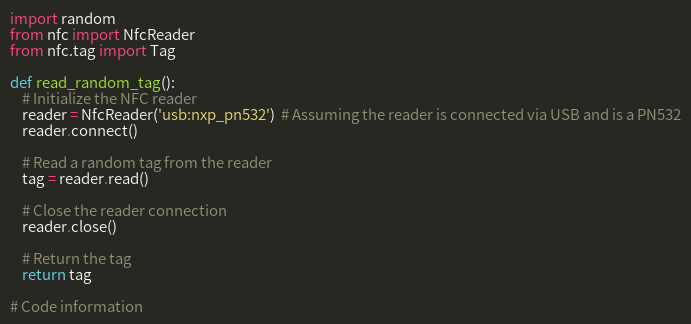 import random
from nfc import NfcReader
from nfc.tag import Tag
def read_random_tag():
# Initialize the NFC reader
reader = NfcReader('usb:nxp_pn532')  # Assuming the reader is connected via USB and is a PN532
reader.connect()
# Read a random tag from the reader
tag = reader.read()
# Close the reader connection
reader.close()
# Return the tag
return tag
# Code information